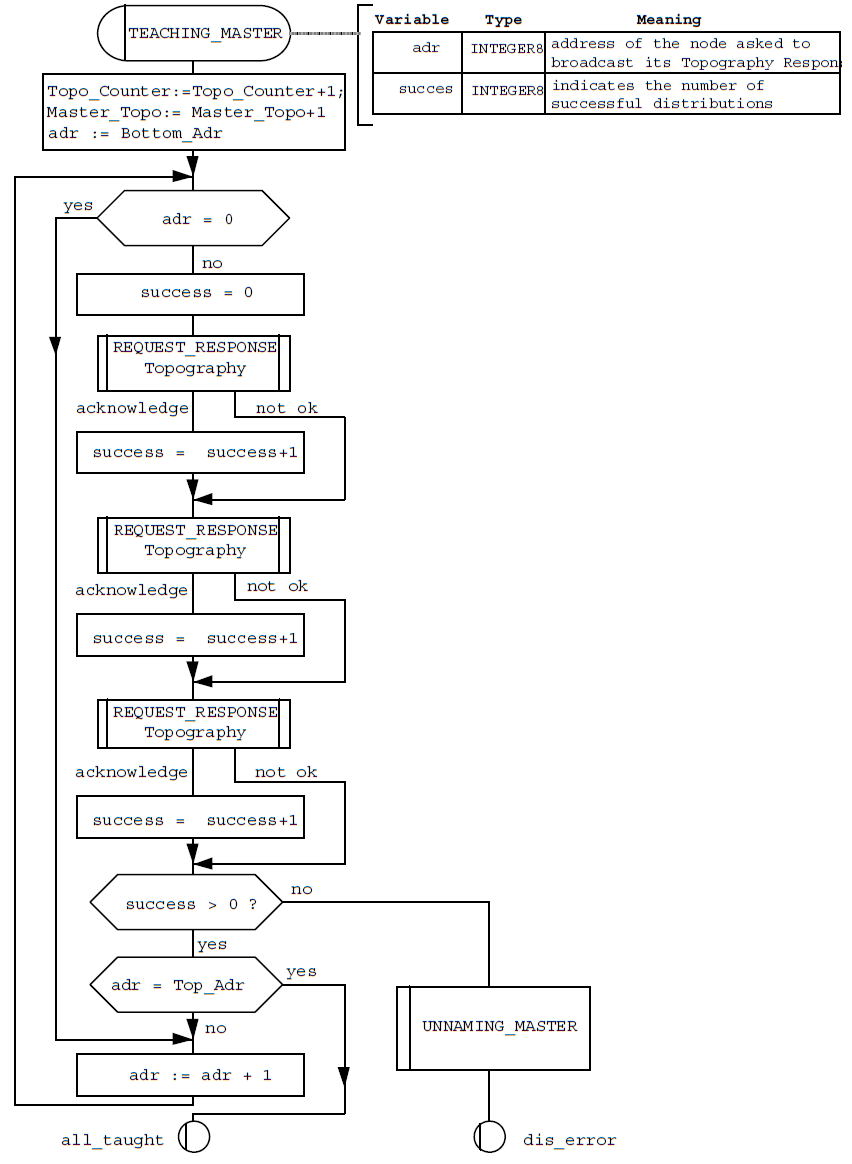 TEACHING_MASTER
Variable Type Meaning
adr INTEGER8 address of the node asked to
broadcast its Topography Respons
succes INTEGER8 indicates the number of
successful distributions
Topo_Counter:=Topo_Counter+1;
Master_Topo:= Master_Topo+1
adr := Bottom_Adr
yes
adr = 0
no
success = 0
REQUEST_RESPONSE
Topography
acknowledge not ok
success = success+1
REQUEST_RESPONSE
Topography
acknowledge not ok
success = success+1
REQUEST_RESPONSE
Topography
acknowledge not ok
success = success+1
success > 0 ? no
yes
adr = Top_Adr yes
no
UNNAMING_MASTER
adr := adr + 1
all_taught
dis_error